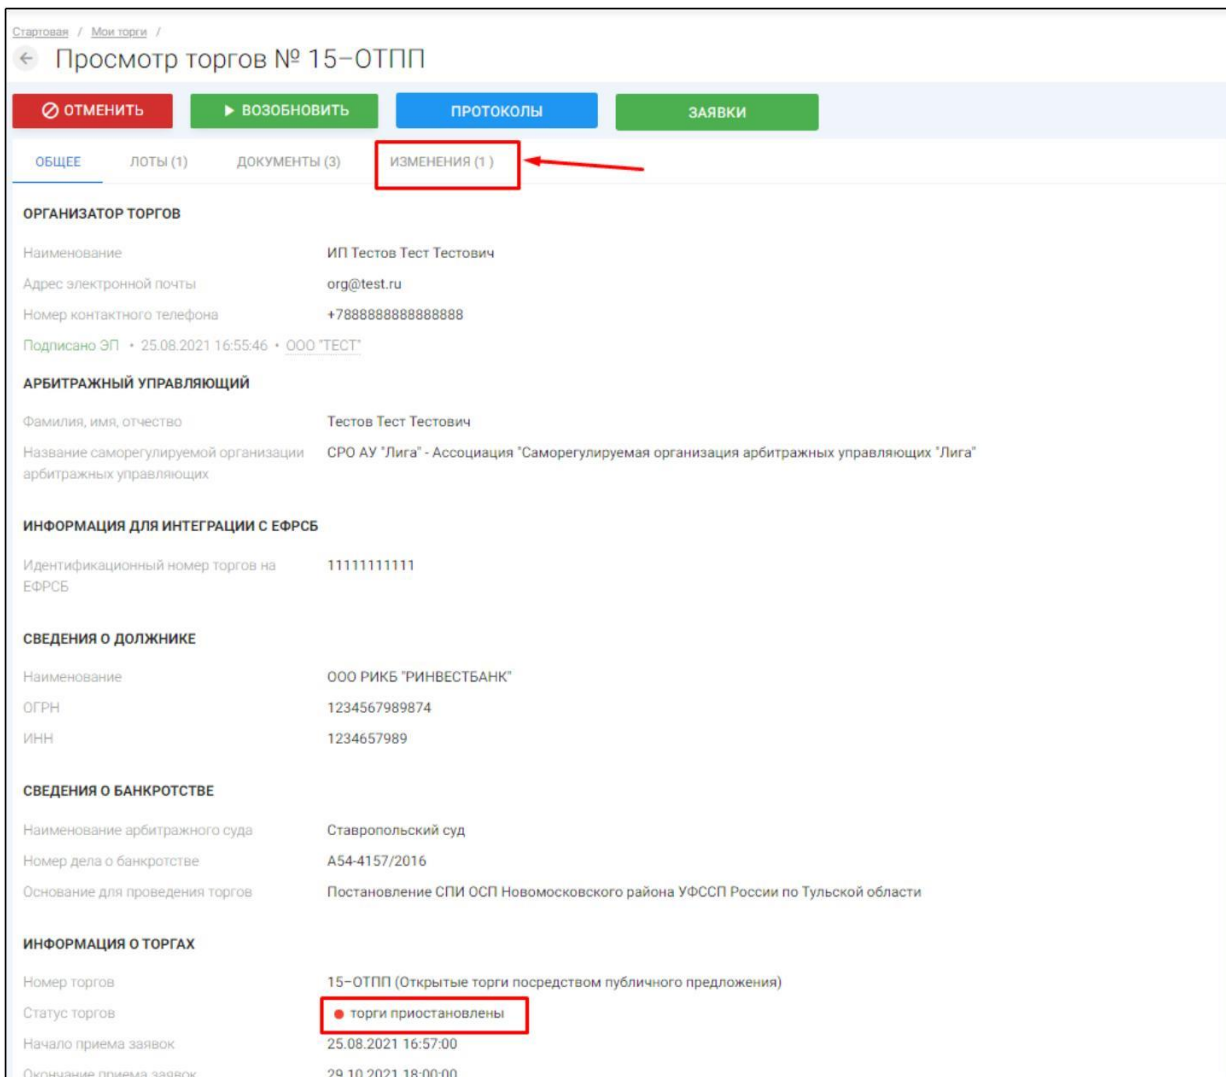 Стартовая / Мои торги /
Просмотр торгов № 15–ОТПП
ОТМЕНИТЬ ВОЗОБНОВИТЬ ПРОТОКОЛЫ ЗАЯВКИ
ОБЩЕЕ ЛОТЫ (1) ДОКУМЕНТЫ (3) ИЗМЕНЕНИЯ (1 )
ОРГАНИЗАТОР ТОРГОВ
Наименование ИП Тестов Тест Тестович
Адрес электронной почты org@test.ru
Номер контактного телефона +7888888888888888
Подписано ЭП • 25.08.2021 16:55:46 • ООО "ТЕСТ"
АРБИТРАЖНЫЙ УПРАВЛЯЮЩИЙ
Фамилия, имя, отчество Тестов Тест Тестович
Название саморегулируемой организации СРО АУ "Лига" - Ассоциация "Саморегулируемая организация арбитражных управляющих "Лига"
арбитражных управляющих
ИНФОРМАЦИЯ ДЛЯ ИНТЕГРАЦИИ С ЕФРСБ
Идентификационный номер торгов на 11111111111
ЕФРСБ
СВЕДЕНИЯ О ДОЛЖНИКЕ
Наименование ООО РИКБ "РИНВЕСТБАНК"
ОГРН 1234567989874
ИНН 1234657989
СВЕДЕНИЯ О БАНКРОТСТВЕ
Наименование арбитражного суда Ставропольский суд
Номер дела о банкротстве А54-4157/2016
Основание для проведения торгов Постановление СПИ ОСП Новомосковского района УФССП России по Тульской области
ИНФОРМАЦИЯ О ТОРГАХ
Номер торгов 15–ОТПП (Открытые торги посредством публичного предложения)
Статус торгов торги приостановлены
Начало приема заявок 25.08.2021 16:57:00
Окончание приема заявок 29.10.2021 18:00:00